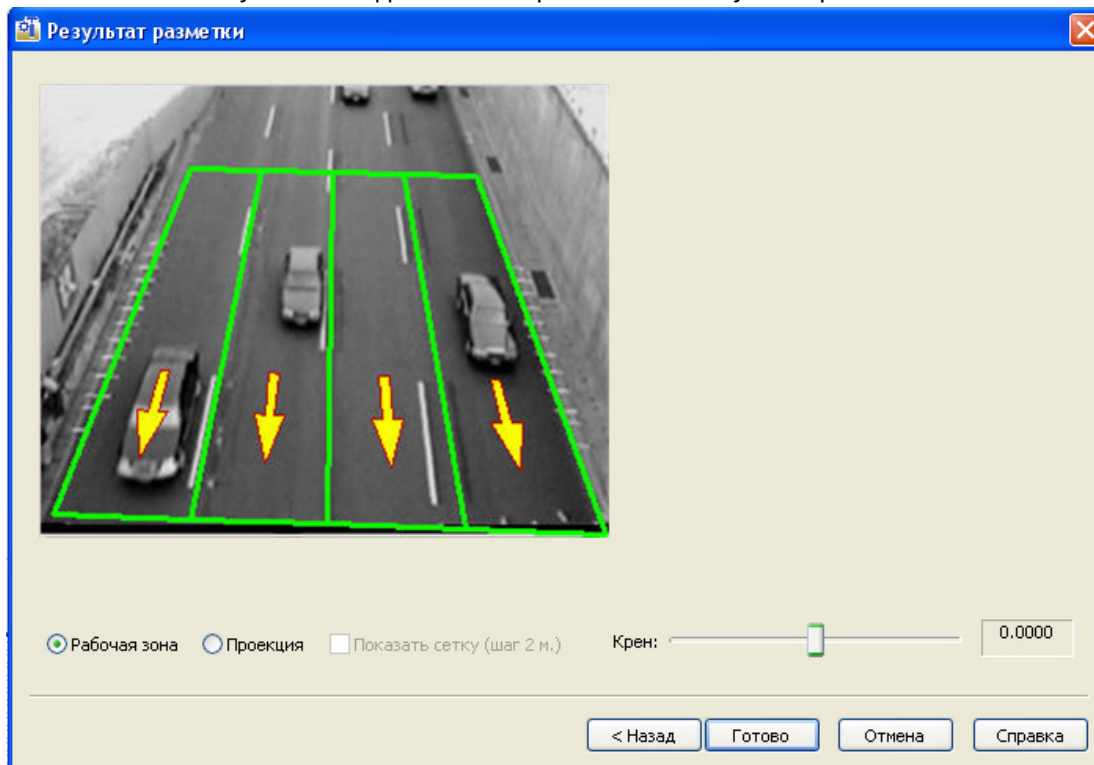 Результат разметки
Рабочая зона Проекция Показать сетку (шаг 2 м.) Крен: 0.0000
< Назад Готово Отмена Справка